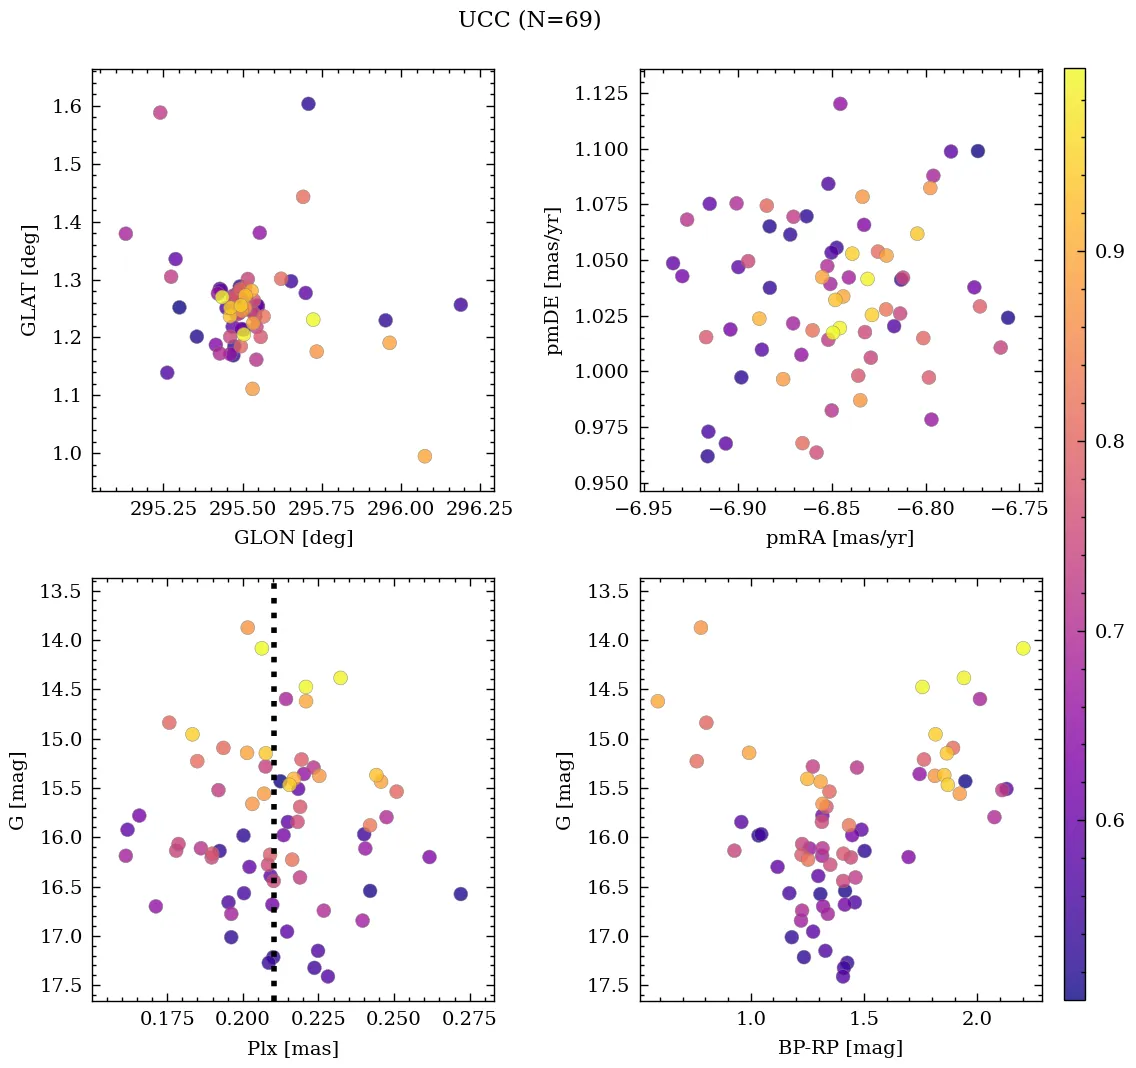 UCC (N=69)
1.6
1.5
1.4
1.3
1.2
1.1
1.0
GLAT [deg]
295.25 295.50 295.75 296.00 296.25
GLON [deg]
1.125
1.100
1.075
1.050
1.025
1.000
0.975
0.950
pmDE [mas/yr]
−6.95 −6.90 −6.85 −6.80 −6.75
pmRA [mas/yr]
0.9
0.8
0.7
0.6
13.5
14.0
14.5
15.0
15.5
16.0
16.5
17.0
17.5
G [mag]
0.175 0.200 0.225 0.250 0.275
Plx [mas]
13.5
14.0
14.5
15.0
15.5
16.0
16.5
17.0
17.5
G [mag]
1.0 1.5 2.0
BP-RP [mag]